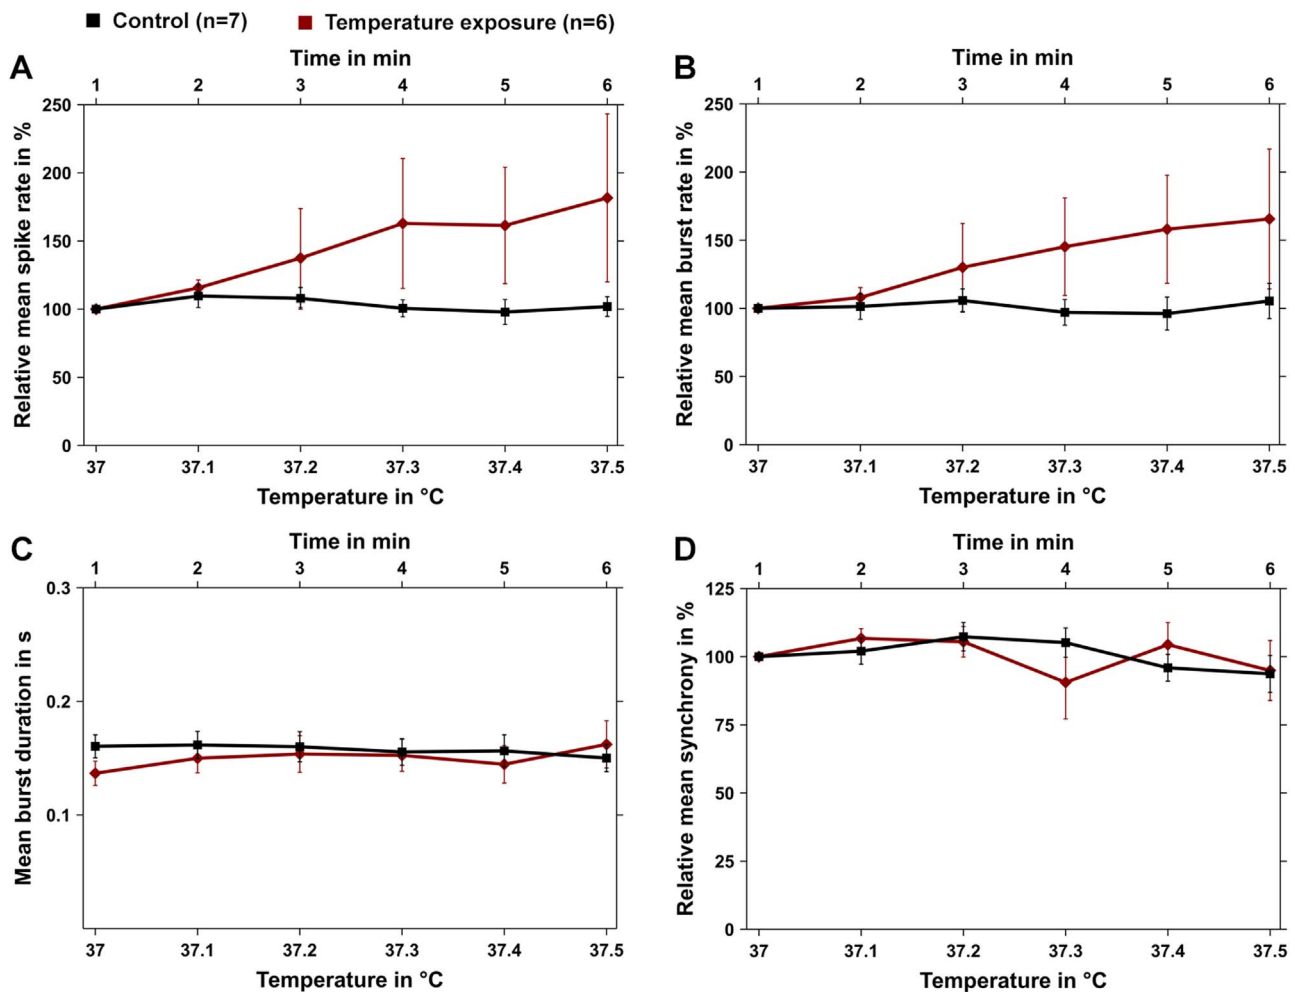 Control (n=7) Temperature exposure (n=6)
A
Time in min
1 2 3 4 5 6
Relative mean spike rate in %
250
200
150
100
50
0
37 37.1 37.2 37.3 37.4 37.5
Temperature in °C
B
Time in min
1 2 3 4 5 6
Relative mean burst rate in %
250
200
150
100
50
0
37 37.1 37.2 37.3 37.4 37.5
Temperature in °C
C
Time in min
1 2 3 4 5 6
Mean burst duration in s
0.3
0.2
0.1
37 37.1 37.2 37.3 37.4 37.5
Temperature in °C
D
Time in min
1 2 3 4 5 6
Relative mean synchrony in %
125
100
75
50
25
0
37 37.1 37.2 37.3 37.4 37.5
Temperature in °C